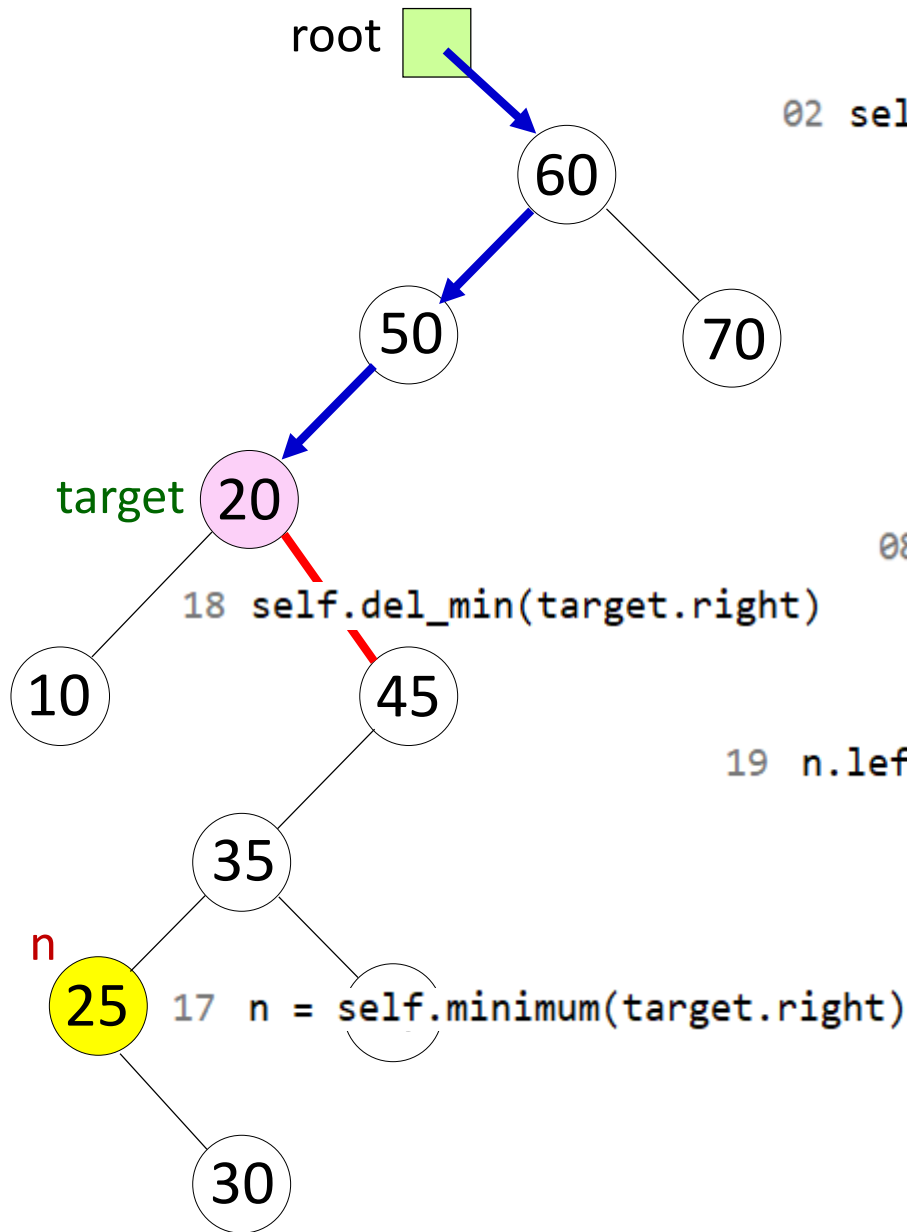 root
02 sel
60
50
70
target 20
08
18 self.del_min(target.right)
10
45
19 n.lef
35
n
25
17 n = self.minimum(target.right)
30